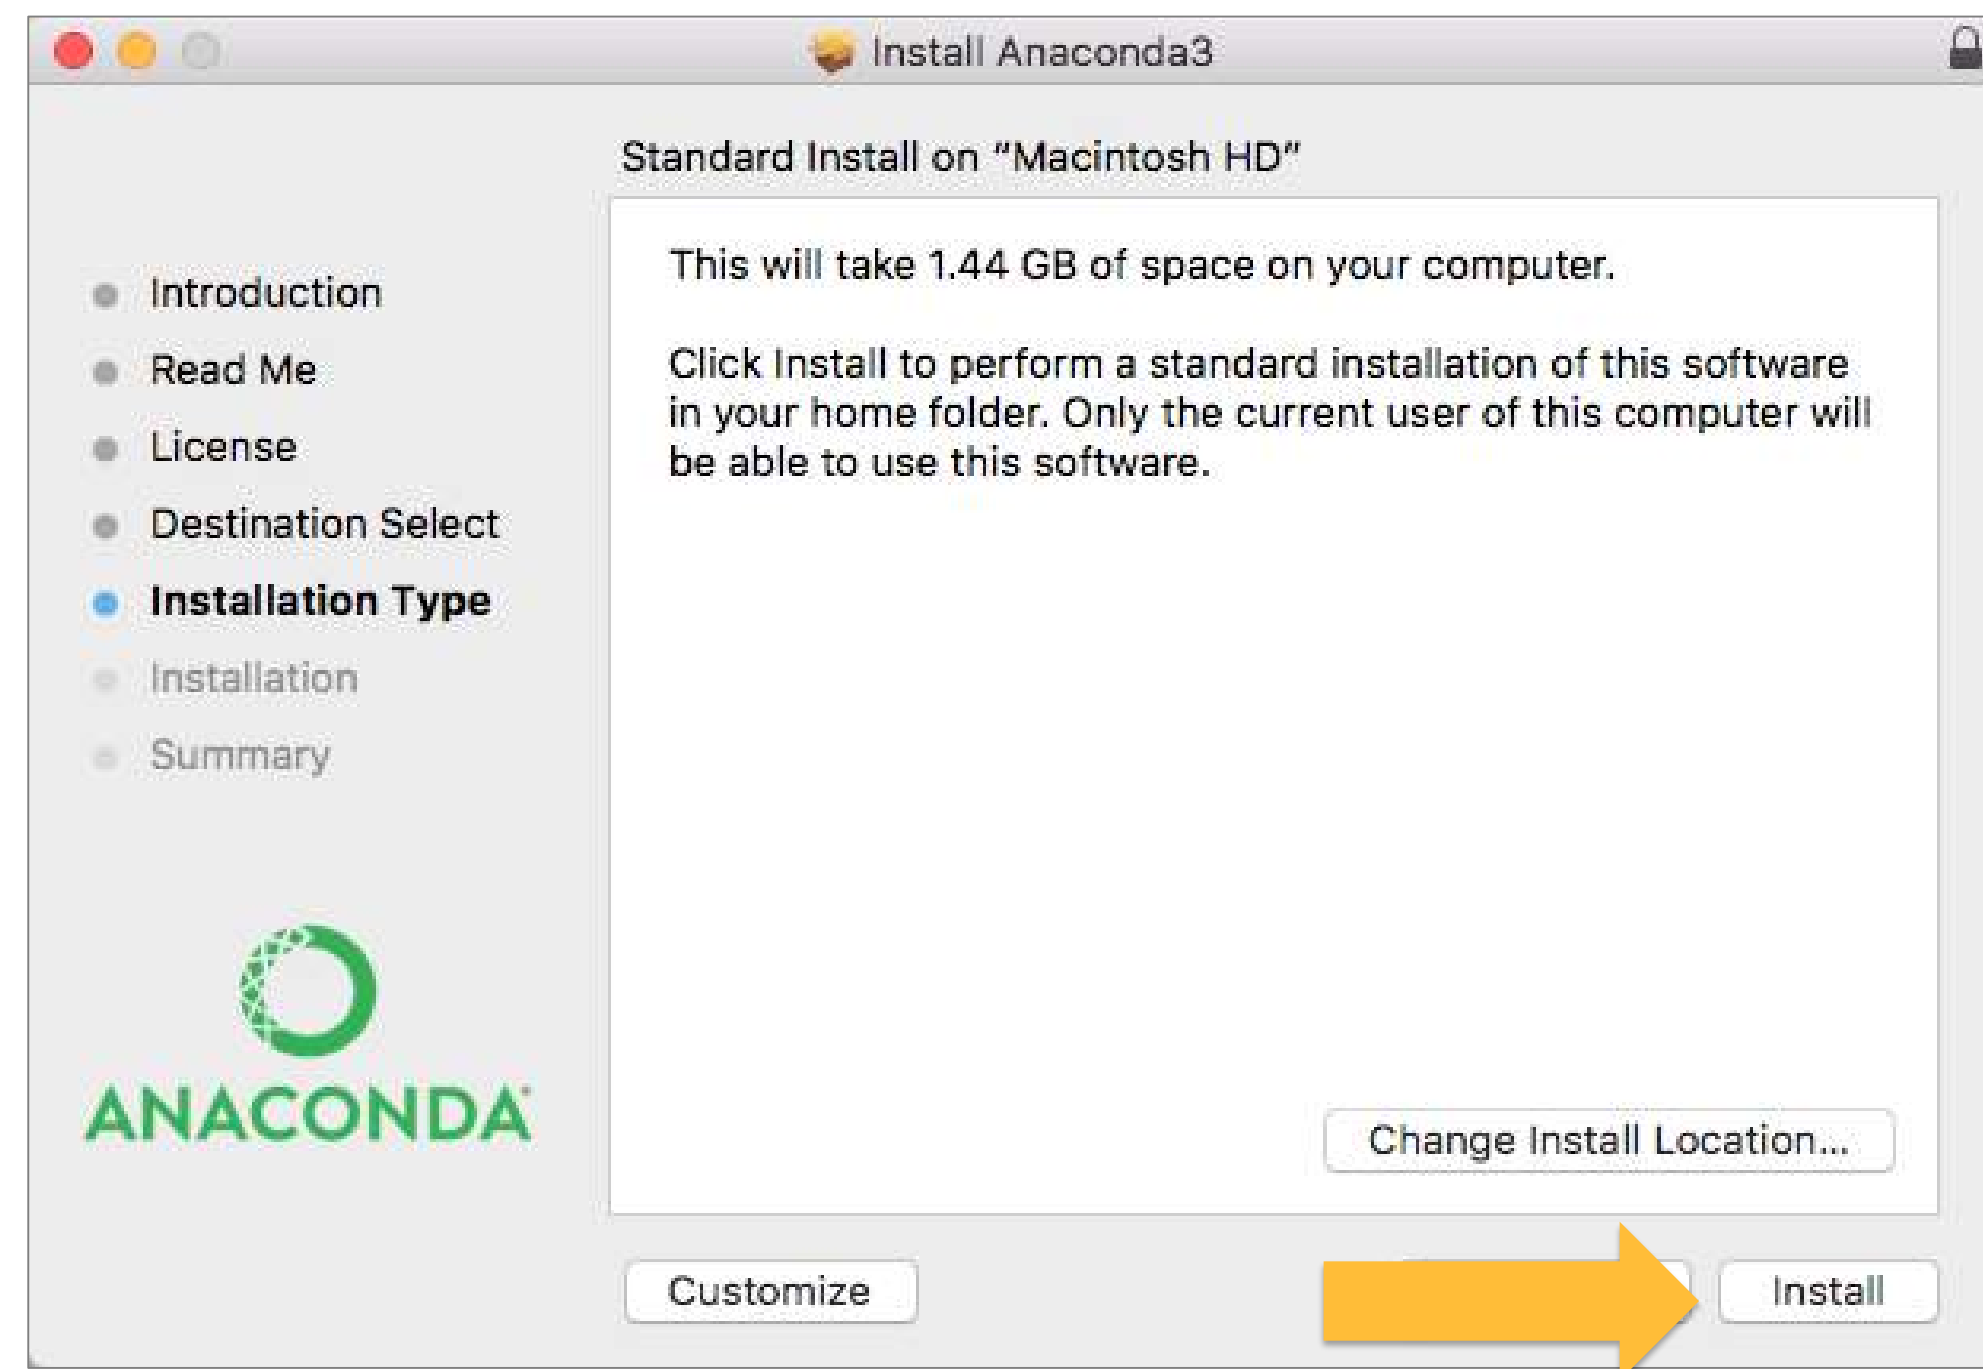 Install Anaconda3
Standard Install on “Macintosh HD”
Introduction
Read Me
License
Destination Select
Installation Type
Installation
Summary
ANACONDA
This will take 1.44 GB of space on your computer.
Click Install to perform a standard installation of this software
in your home folder. Only the current user of this computer will
be able to use this software.
Change Install Location...
Customize
Install